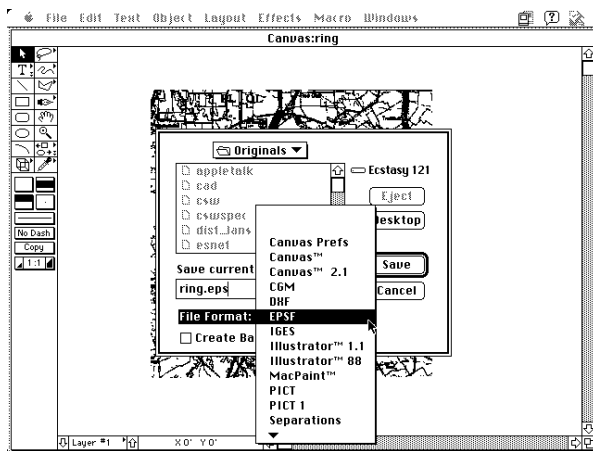 File Edit Text Object Layout Effects Macro Windows
Canvas:ring
Originals
appletalk
cad
csw
cswspec
dist...lans
esnet
Ecstasy 121
Eject
Desktop
Save
Cancel
Save current
ring.eps
File Format:
Create Ba
Canvas Prefs
Canvas™
Canvas™ 2.1
CGM
DXF
EPSF
IGES
Illustrator™ 1.1
Illustrator™ 88
MacPaint™
PICT
PICT 1
Separations
No Dash
Copy
1:1
Layer #1
X 0" Y 0"